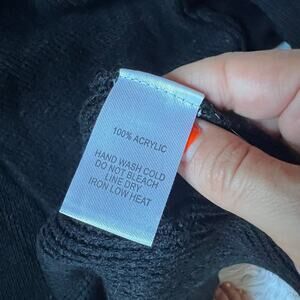 100% ACRYLIC
HAND WASH COLD
DO NOT BLEACH
LINE DRY
IRON LOW HEAT